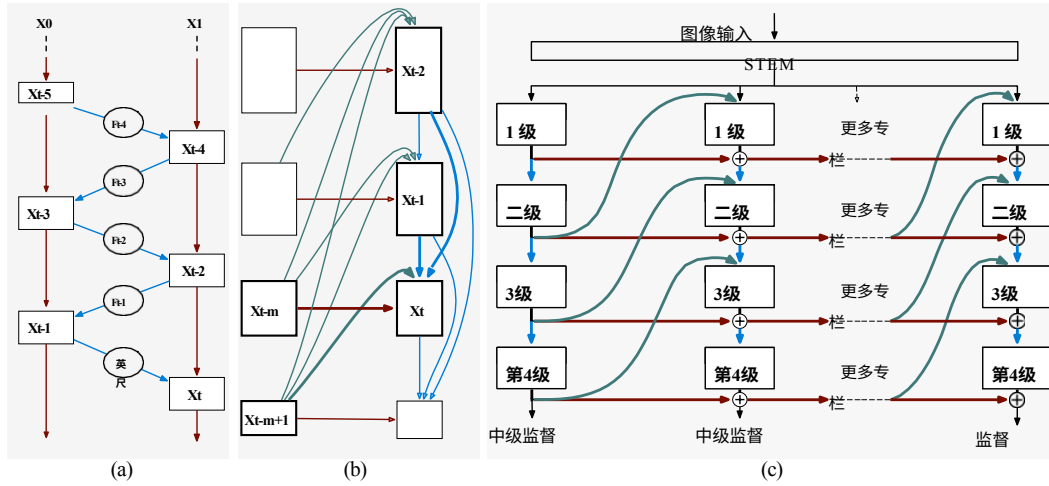 X0 X1
Xt-5
Ft-4
Xt-4
Ft-3
Xt-3
Ft-2
Xt-2
Ft-1
Xt-1
英
尺
Xt
(a)
Xt-2
Xt-1
Xt-m
Xt
Xt-m+1
(b)
图像输入
STEM
1 级 1 级 更多专 1 级
栏
二级 二级 更多专 二级
栏
3级 3级 更多专 3级
栏
第4级 第4级 更多专 第4级
栏
中级监督 中级监督 监督
(c)